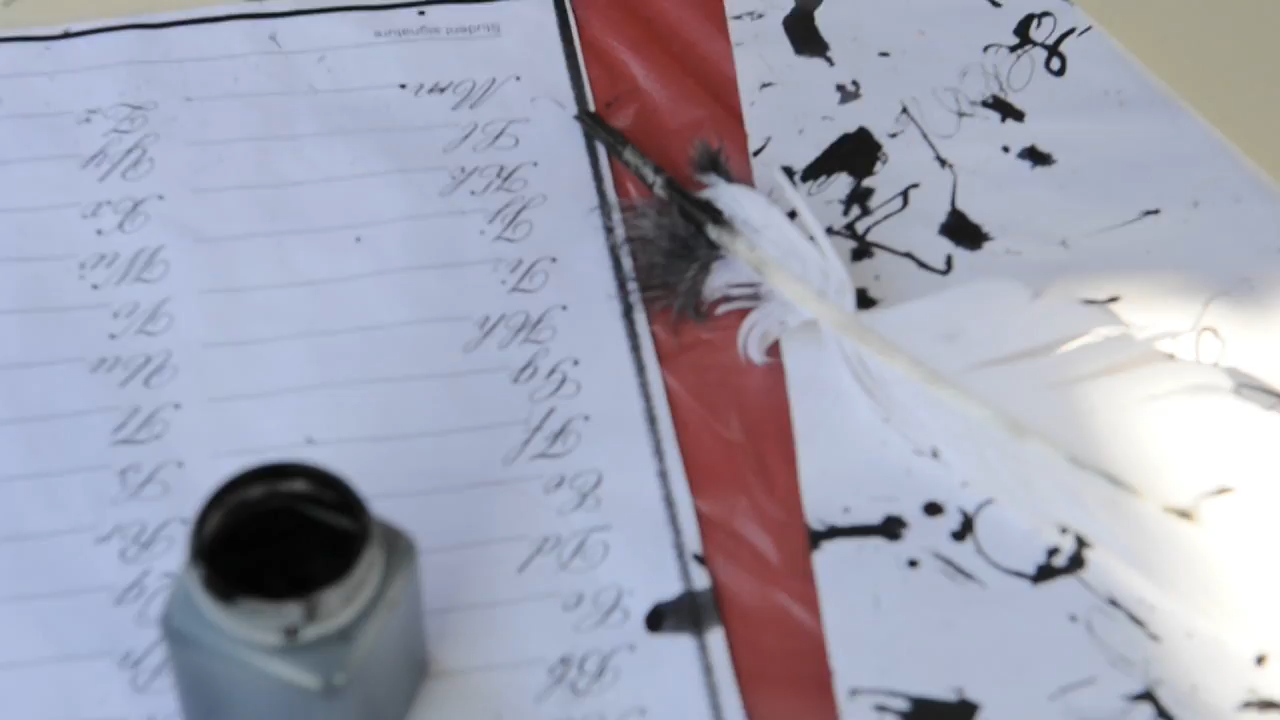 Bb
Cc
Dd
Ee
Ff
Gg
Hh
Ii
Jj
Kk
Ll
Mm
Pp
Qq
Rr
Ss
Tt
Uu
Vv
Ww
Xx
Yy
Zz
Student signature